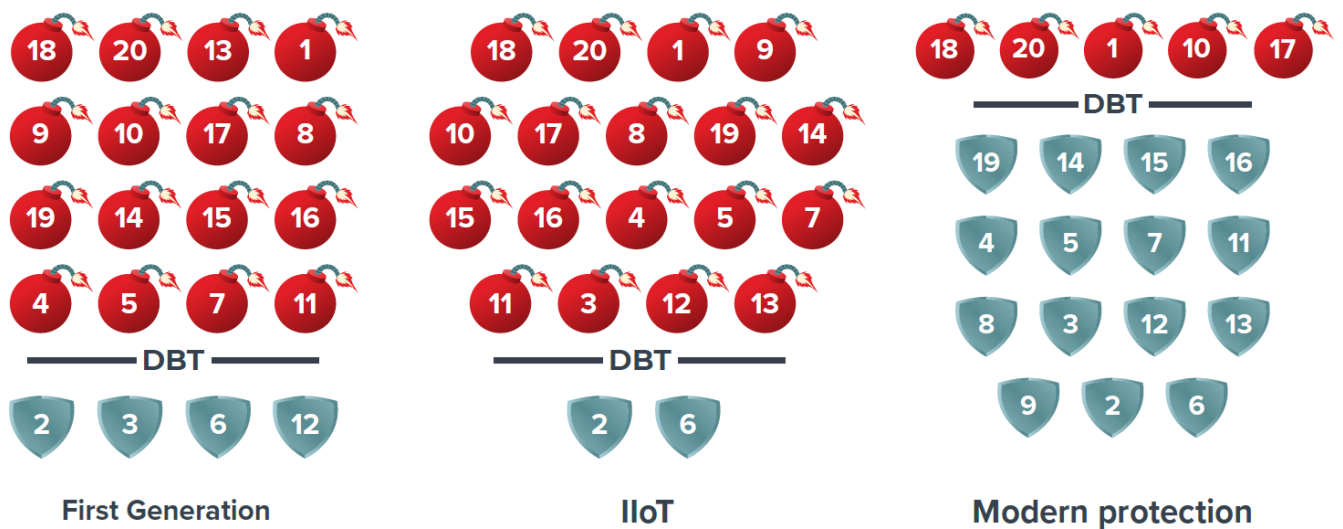 18 20 13 1
9 10 17 8
19 14 15 16
4 5 7 11
DBT
2 3 6 12
First Generation
18 20 1 9
10 17 8 19 14
15 16 4 5 7
11 3 12 13
DBT
2 6
IIoT
18 20 1 10 17
DBT
19 14 15 16
4 5 7 11
8 3 12 13
9 2 6
Modern protection